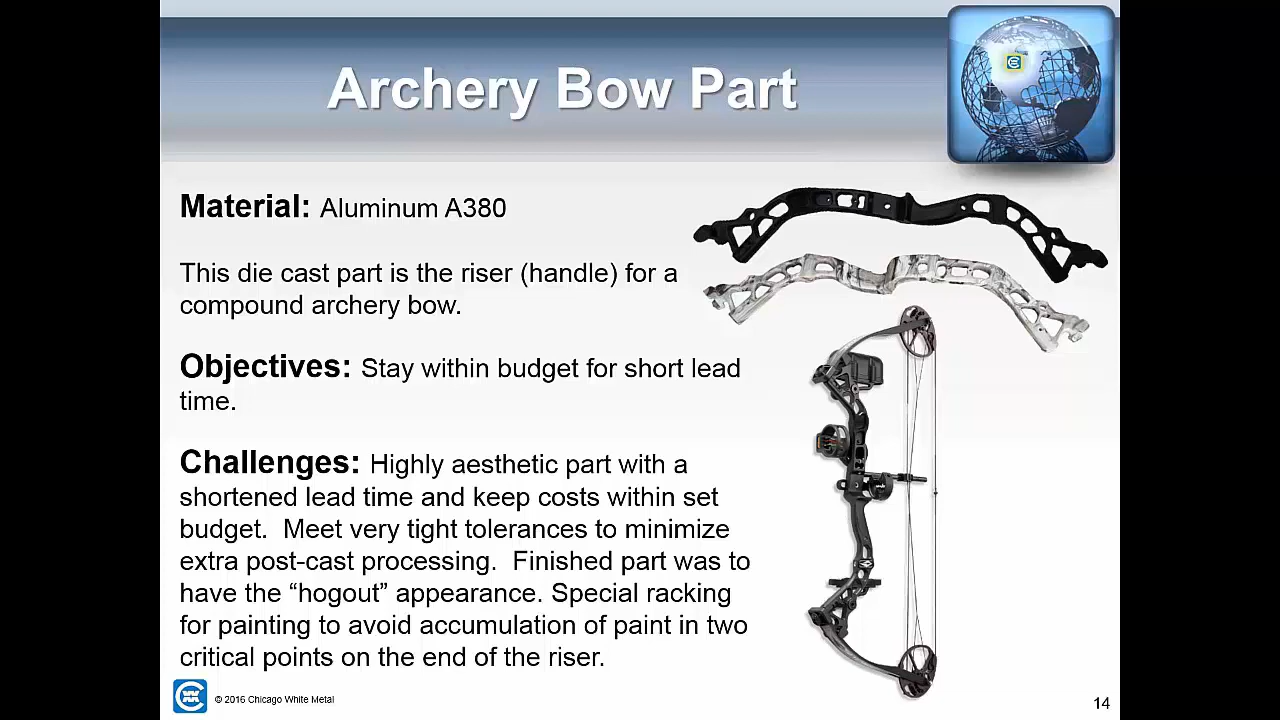 Archery Bow Part
Material: Aluminum A380
This die cast part is the riser (handle) for a
compound archery bow.
Objectives: Stay within budget for short lead
time.
Challenges: Highly aesthetic part with a
shortened lead time and keep costs within set
budget.  Meet very tight tolerances to minimize
extra post-cast processing.  Finished part was to
have the “hogout” appearance. Special racking
for painting to avoid accumulation of paint in two
critical points on the end of the riser.
© 2016 Chicago White Metal
14